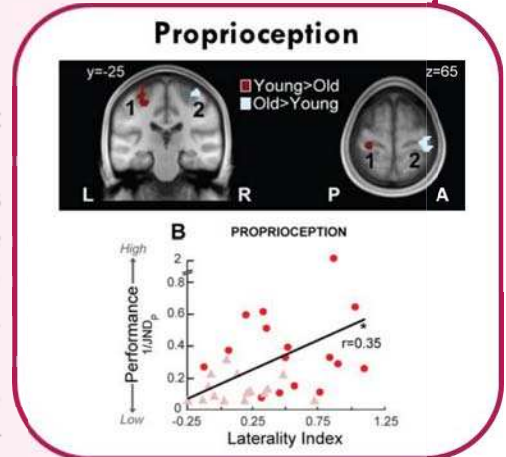 Proprioception
y=-25
z=65
Young>Old
Old>Young
1
2
1
2
L
R
P
A
B
PROPRIOCEPTION
High
Performance
1/JNDp
Low
2
0.8
0.6
0.4
0.2
0
*
r=0.35
-0.25
0.25
0.75
1.25
Laterality Index